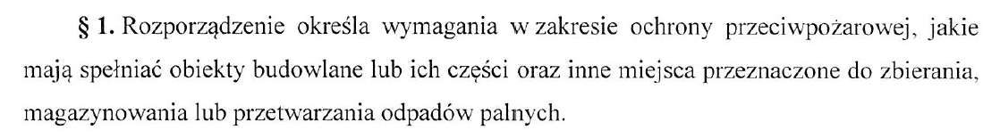 § 1. Rozporządzenie określa wymagania w zakresie ochrony przeciwpożarowej, jakie
mają spełniać obiekty budowlane lub ich części oraz inne miejsca przeznaczone do zbierania,
magazynowania lub przetwarzania odpadów palnych.